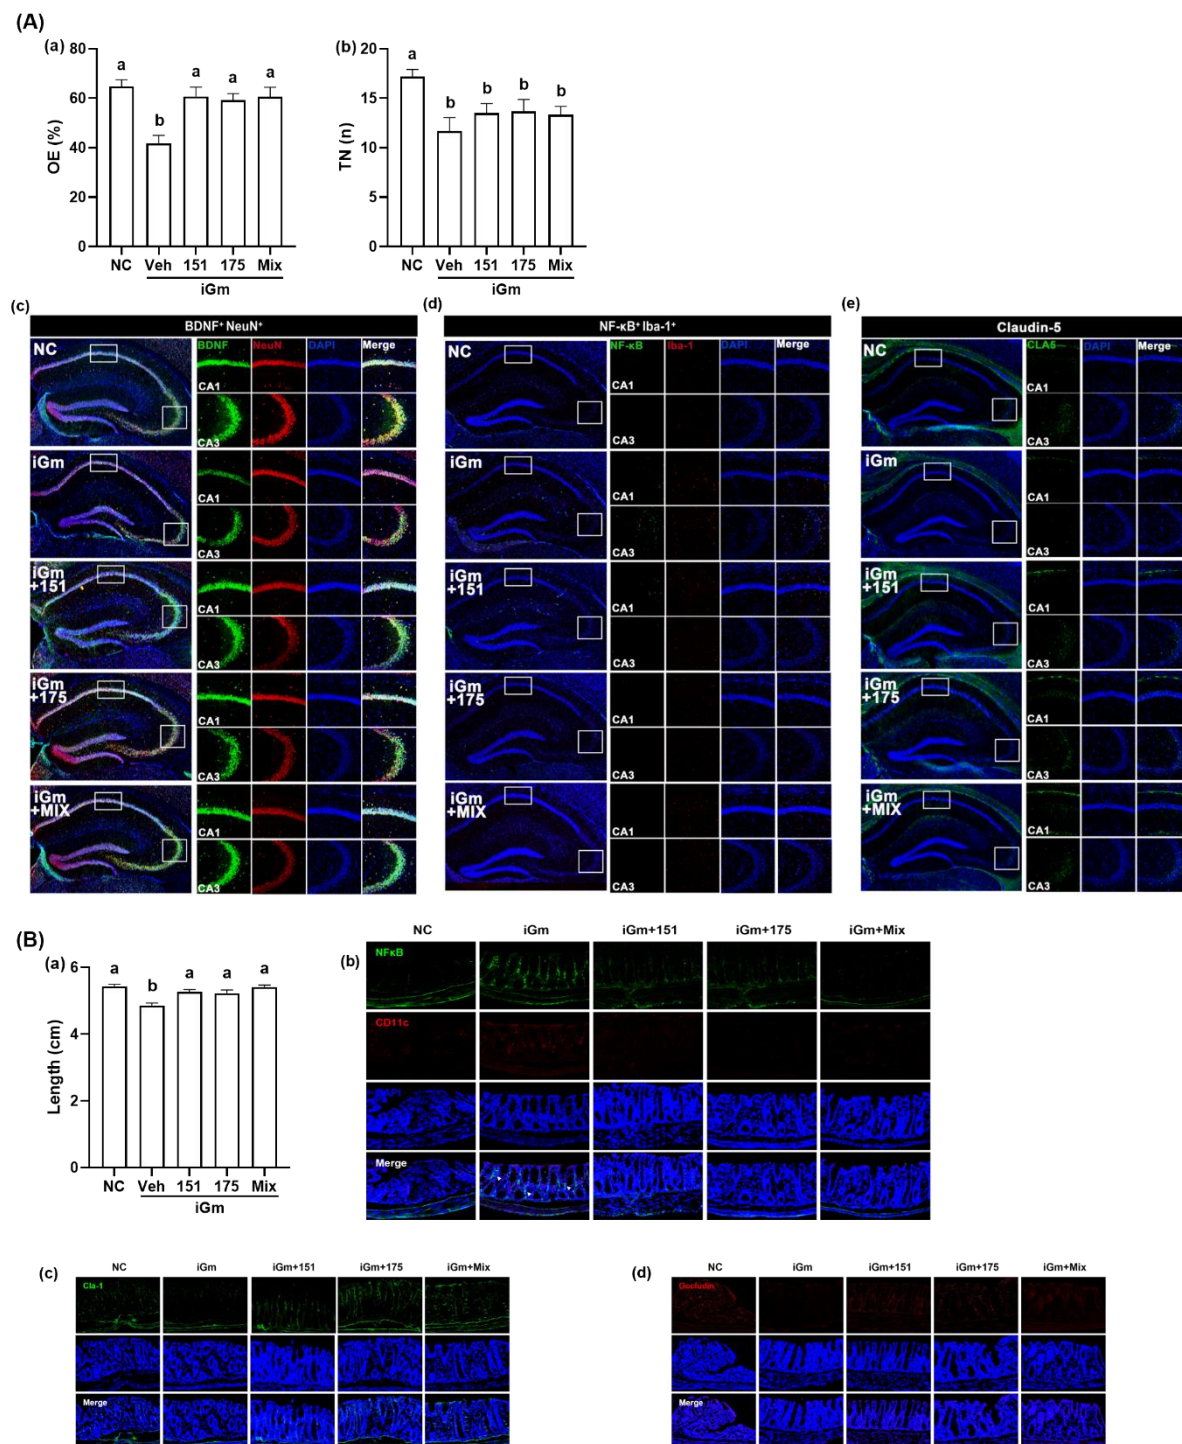 (A)
(a)
80
60
40
20
0
OE (%)
a
b
a
a
a
NC
Veh
151
175
Mix
iGm
(b)
20
15
10
5
0
TN (n)
a
b
b
b
b
NC
Veh
151
175
Mix
iGm
(c)
BDNF⁺ NeuN⁺
NC
BDNF
NeuN
DAPI
Merge
CA1
CA3
iGm
CA1
CA3
iGm
+151
CA1
CA3
iGm
+175
CA1
CA3
iGm
+MIX
CA1
CA3
(d)
NF-κB⁺ Iba-1⁺
NC
NF-κB
Iba-1
DAPI
Merge
CA1
CA3
iGm
CA1
CA3
iGm
+151
CA1
CA3
iGm
+175
CA1
CA3
iGm
+MIX
CA1
CA3
(e)
Claudin-5
NC
CLA5
DAPI
Merge
CA1
CA3
iGm
CA1
CA3
iGm
+151
CA1
CA3
iGm
+175
CA1
CA3
iGm
+MIX
CA1
CA3
(B)
(a)
6
4
2
0
Length (cm)
a
b
a
a
a
NC
Veh
151
175
Mix
iGm
(b)
NC
iGm
iGm+151
iGm+175
iGm+Mix
NFκB
CD11c
Merge
(c)
NC
iGm
iGm+151
iGm+175
iGm+Mix
Cla-1
Merge
(d)
NC
iGm
iGm+151
iGm+175
iGm+Mix
Occludin
Merge